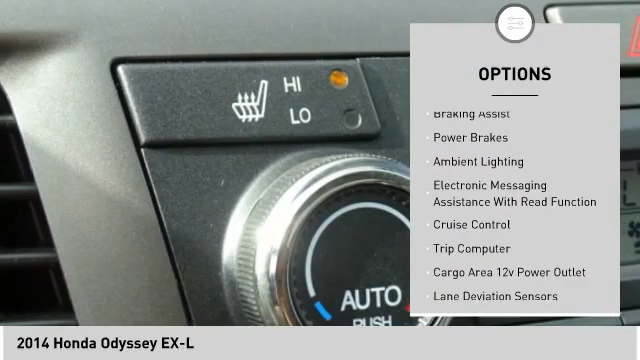 HI
LO
AUTO
PUSH
OPTIONS
Braking Assist
Power Brakes
Ambient Lighting
Electronic Messaging
Assistance With Read Function
Cruise Control
Trip Computer
Cargo Area 12v Power Outlet
Lane Deviation Sensors
2014 Honda Odyssey EX-L